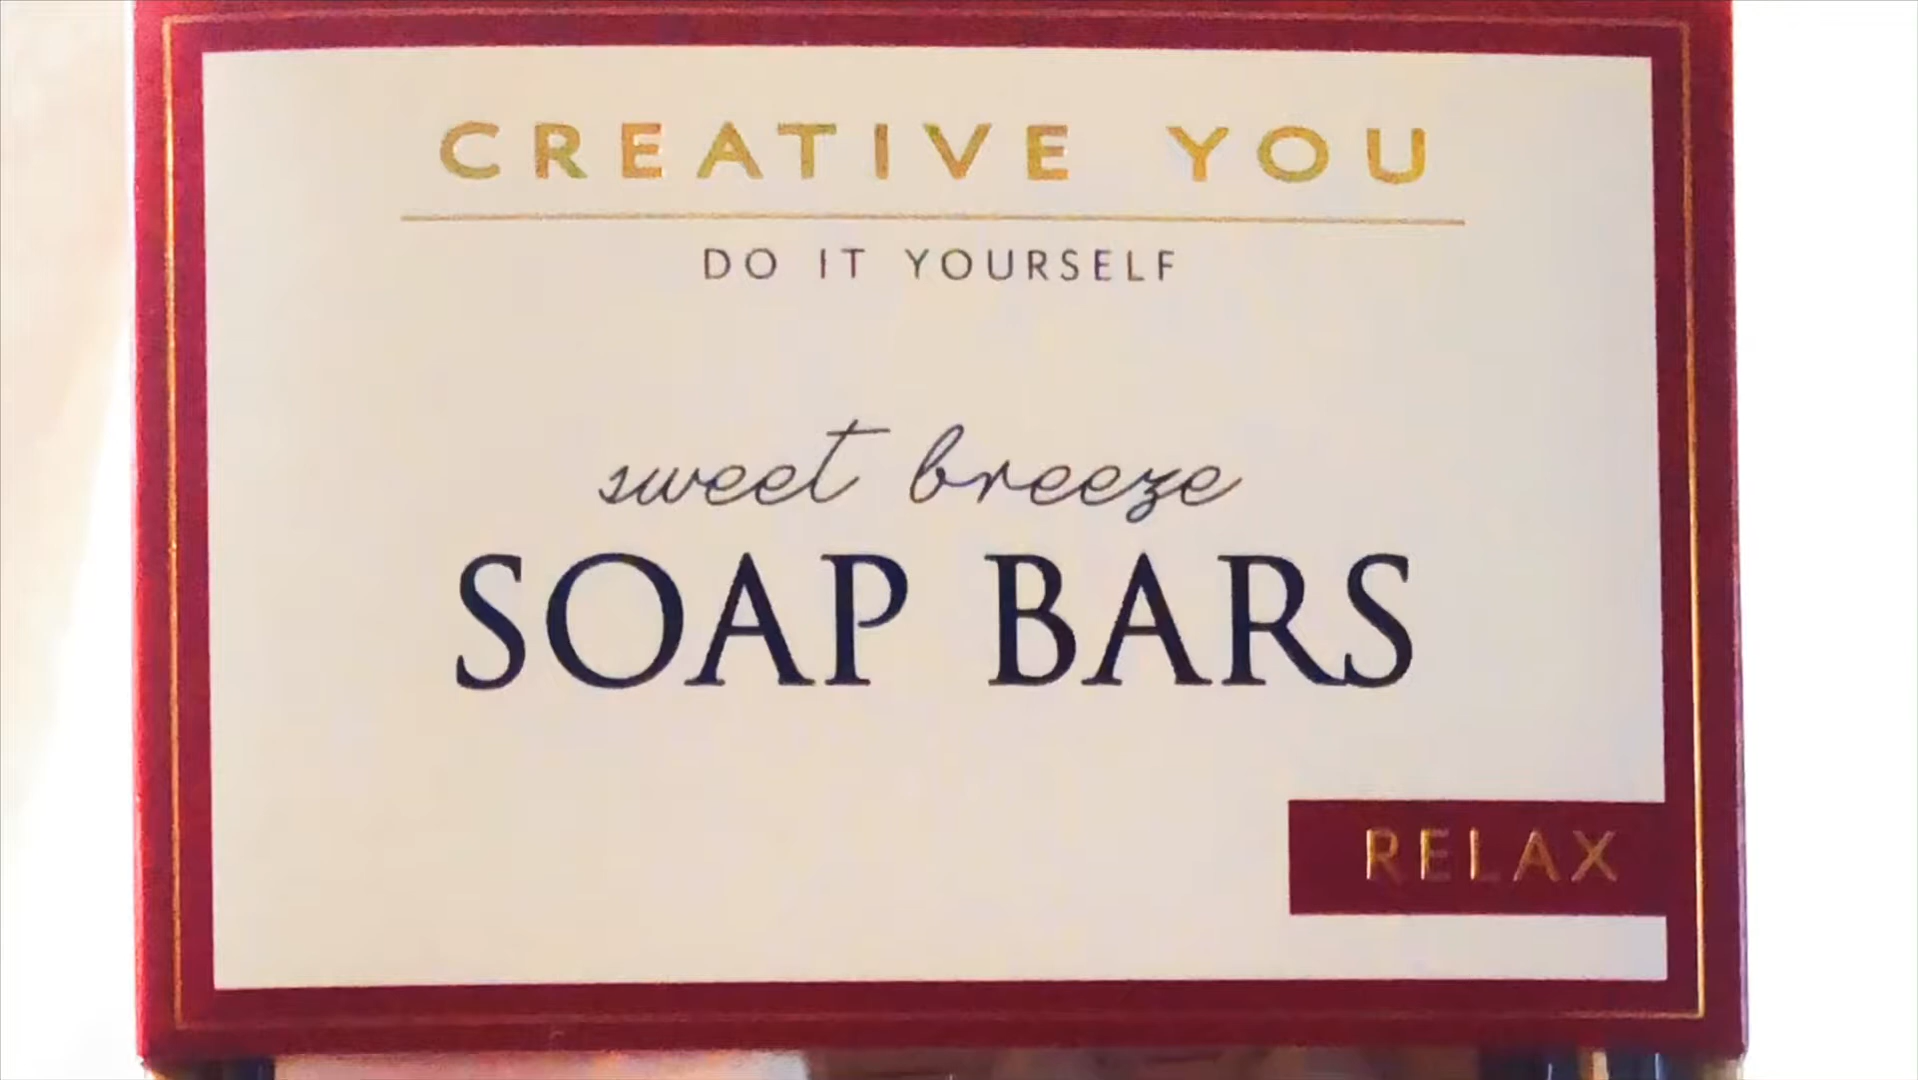 CREATIVE YOU
DO IT YOURSELF
sweet breeze
SOAP BARS
RELAX